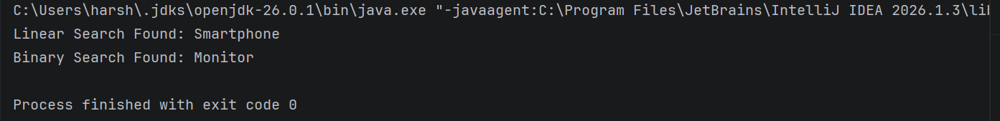 C:\Users\harsh\.jdks\openjdk-26.0.1\bin\java.exe "-javaagent:C:\Program Files\JetBrains\IntelliJ IDEA 2026.1.3\li
Linear Search Found: Smartphone
Binary Search Found: Monitor
Process finished with exit code 0